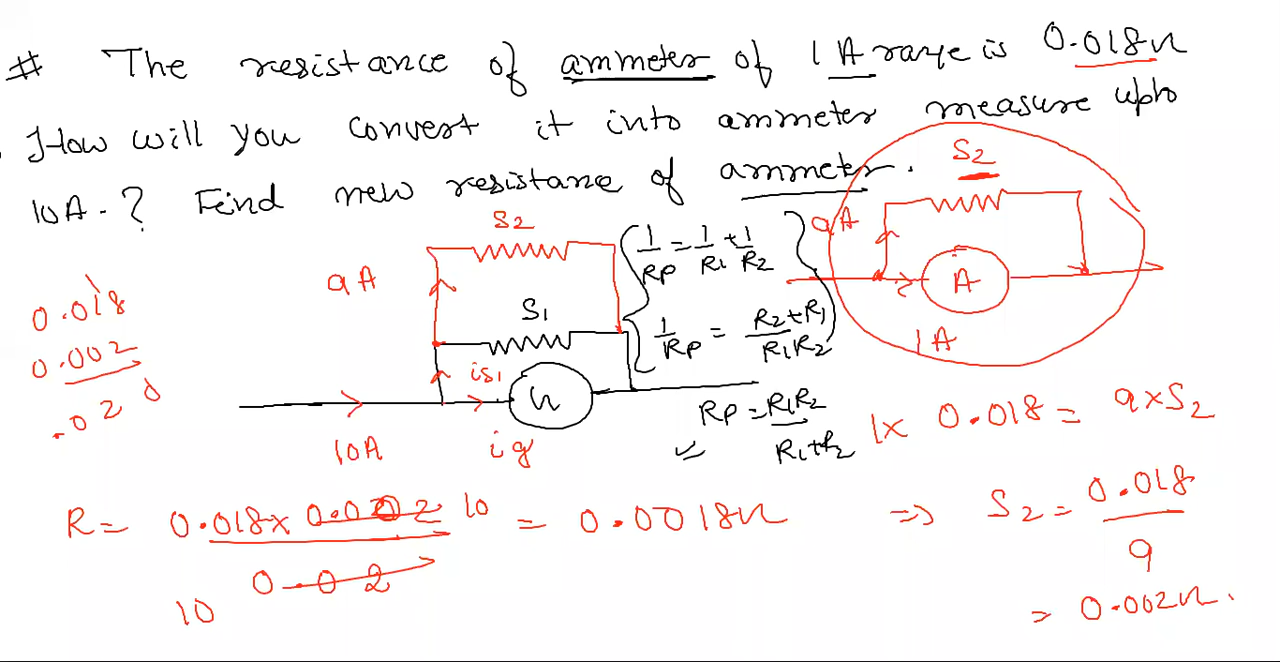 # The resistance of ammeter of 1 A range is 0.018Ω
How will you convert it into ammeter measure upto
10A - ? Find new resistance of ammeter.
S2
9A
S1
is1
G
10A
ig
1/RP = 1/R1 + 1/R2
1/RP = R2+R1/R1R2
RP = R1R2/R1+R2
S2
9A
A
1A
0.018
0.002
.020
1x 0.018 = 9xS2
=> S2 = 0.018/9
= 0.002Ω.
R = 0.018x 0.002/0.02 = 0.0018Ω
10
10